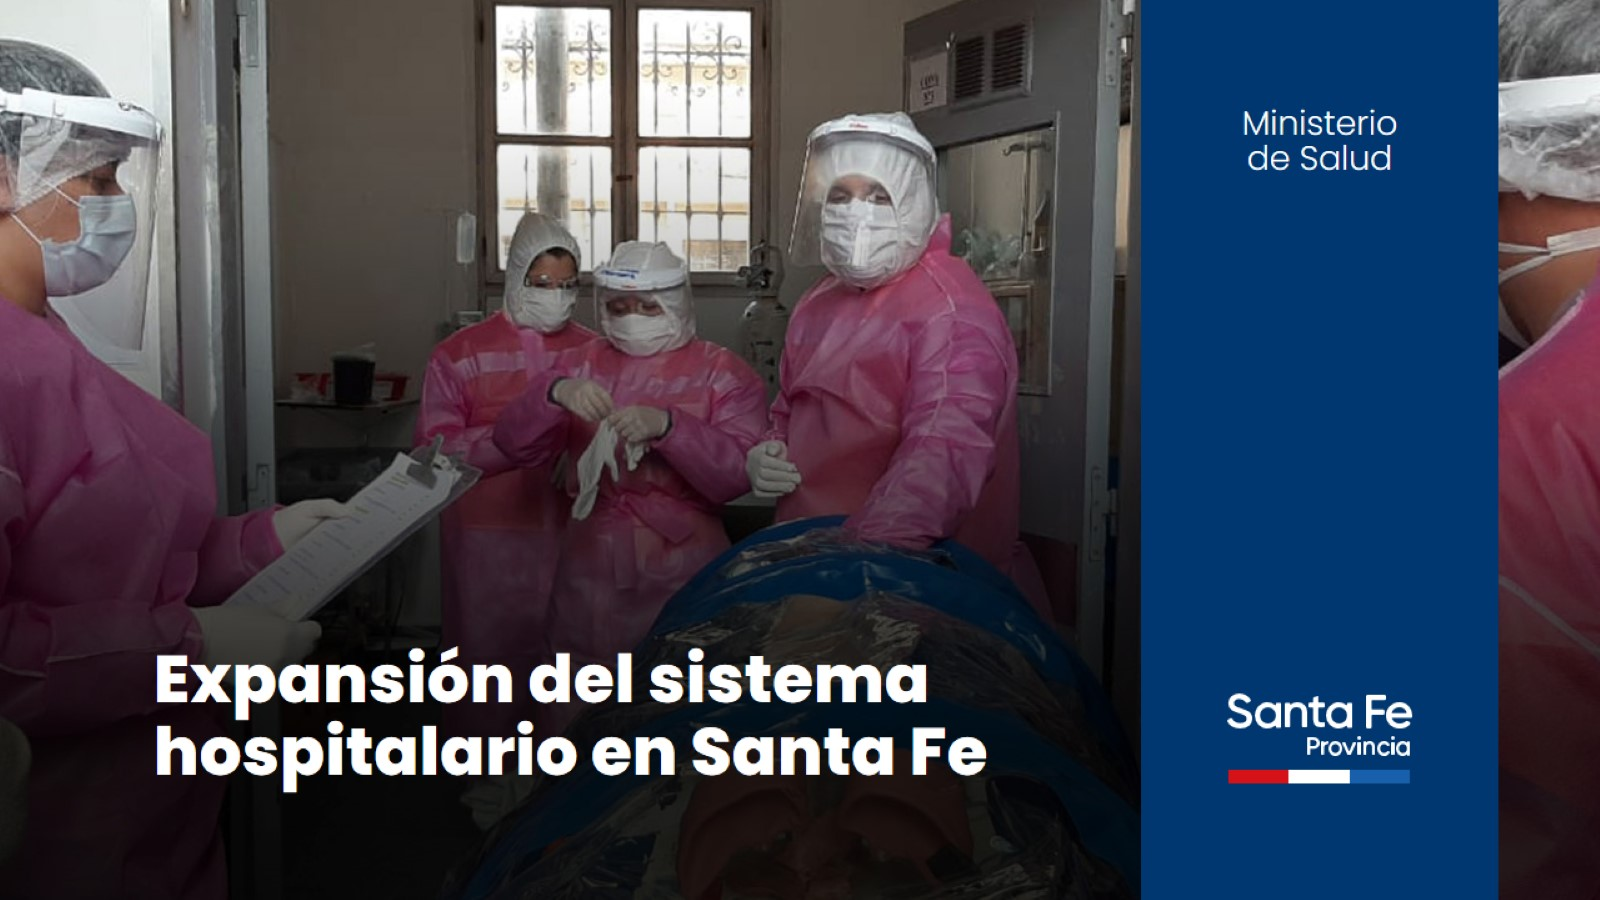 Ministerio
de Salud
Expansión del sistema
hospitalario en Santa Fe
Santa Fe
Provincia